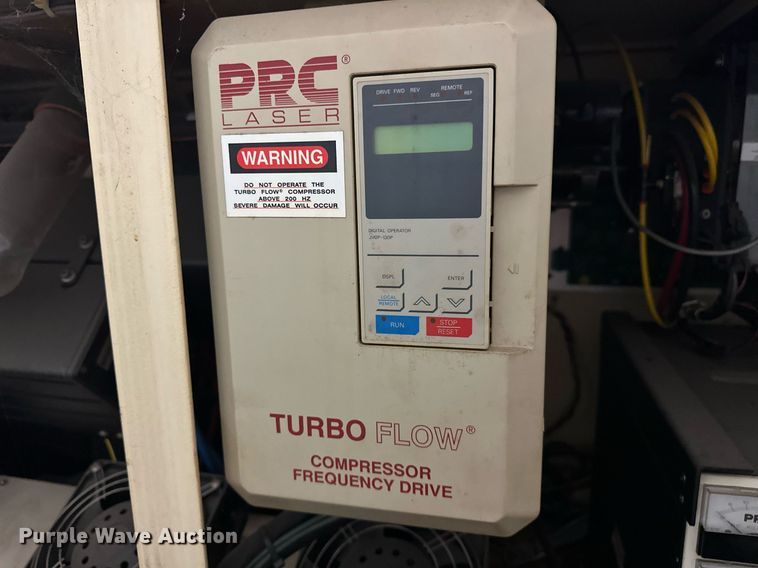 PRC®
LASER
WARNING
DO NOT OPERATE THE
TURBO FLOW® COMPRESSOR
ABOVE 200 HZ
SEVERE DAMAGE WILL OCCUR
DRIVE FWD REV REMOTE
SEQ REF
DIGITAL OPERATOR
JVOP-130P
DSPL ENTER
LOCAL
REMOTE
RUN STOP
RESET
TURBO FLOW®
COMPRESSOR
FREQUENCY DRIVE
Purple Wave Auction